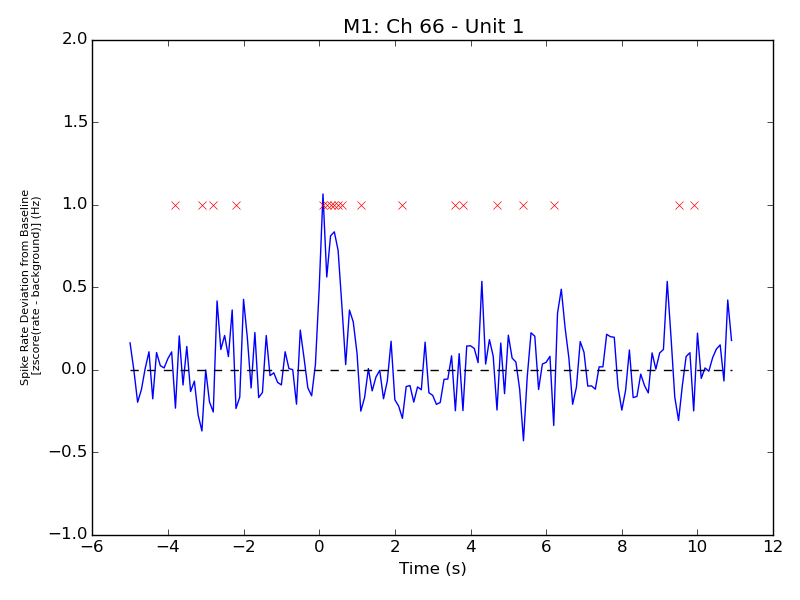 M1: Ch 66 - Unit 1
2.0
1.5
1.0
0.5
0.0
−0.5
−1.0
Spike Rate Deviation from Baseline
[zscore(rate - background)] (Hz)
−6 −4 −2 0 2 4 6 8 10 12
Time (s)